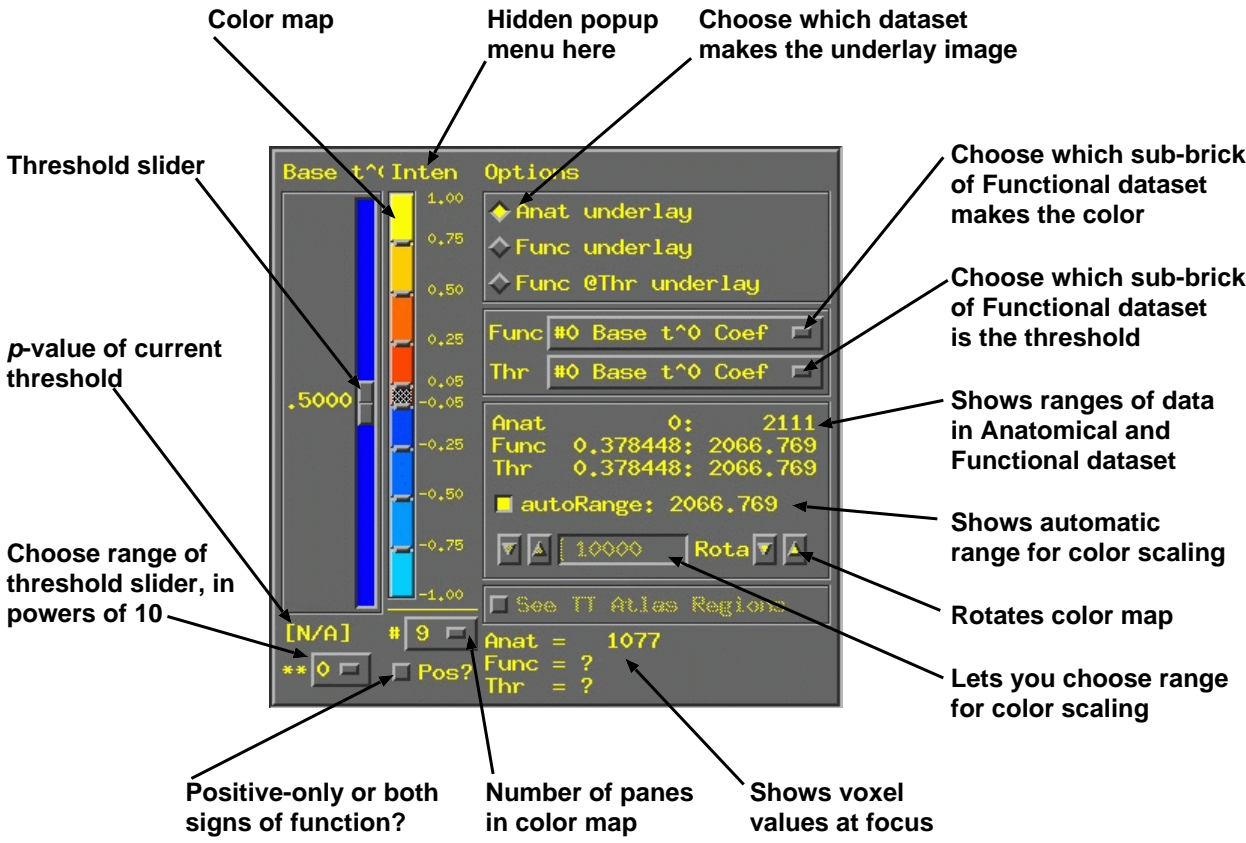 Color map
Hidden popup
menu here
Choose which dataset
makes the underlay image
Threshold slider
p-value of current
threshold
Choose range of
threshold slider, in
powers of 10
Base t^( Inten Options
1.00
0.75
0.50
0.25
0.05
-0.05
-0.25
-0.50
-0.75
-1.00
.5000
Anat underlay
Func underlay
Func @Thr underlay
Func #0 Base t^0 Coef
Thr #0 Base t^0 Coef
Anat 0: 2111
Func 0.378448: 2066.769
Thr 0.378448: 2066.769
autoRange: 2066.769
10000 Rota
See TT Atlas Regions
[N/A] # 9
** 0 Pos?
Anat = 1077
Func = ?
Thr = ?
Choose which sub-brick
of Functional dataset
makes the color
Choose which sub-brick
of Functional dataset
is the threshold
Shows ranges of data
in Anatomical and
Functional dataset
Shows automatic
range for color scaling
Rotates color map
Lets you choose range
for color scaling
Positive-only or both
signs of function?
Number of panes
in color map
Shows voxel
values at focus